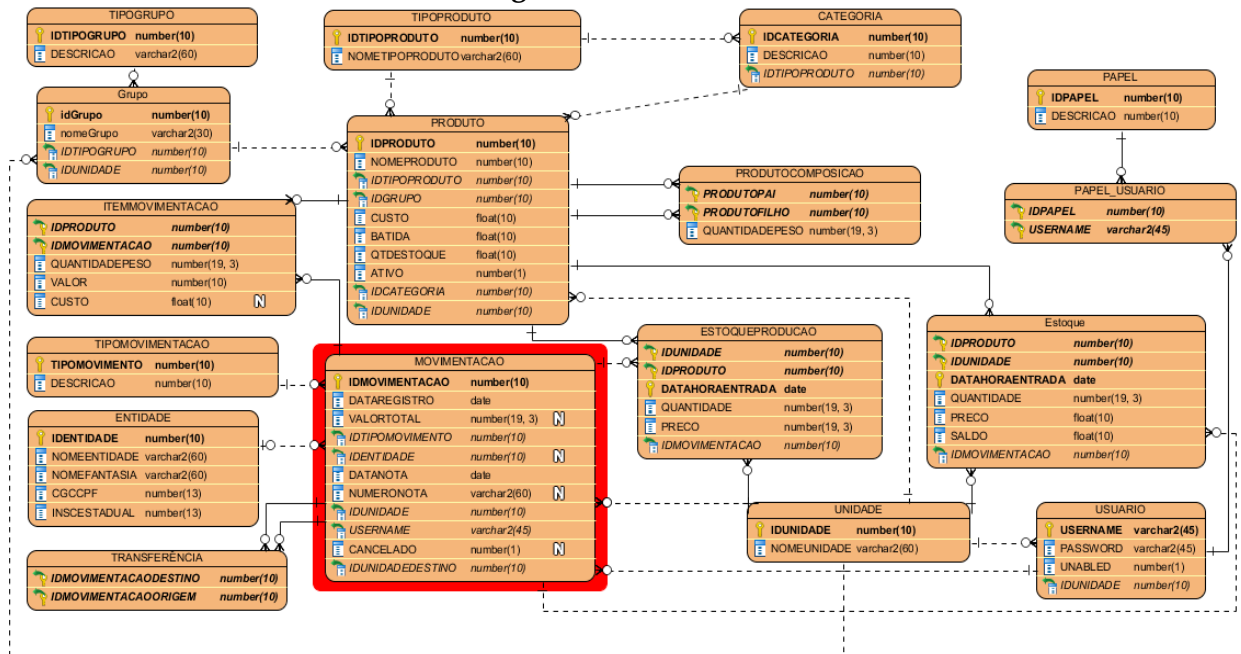 TIPOGRUPO
IDTIPOGRUPO number(10)
DESCRICAO varchar2(60)
TIPOPRODUTO
IDTIPOPRODUTO number(10)
NOMETIPOPRODUTO varchar2(60)
CATEGORIA
IDCATEGORIA number(10)
DESCRICAO number(10)
IDTIPOPRODUTO number(10)
Grupo
idGrupo number(10)
nomeGrupo varchar2(30)
IDTIPOGRUPO number(10)
IDUNIDADE number(10)
PAPEL
IDPAPEL number(10)
DESCRICAO number(10)
PRODUTO
IDPRODUTO number(10)
NOMEPRODUTO number(10)
IDTIPOPRODUTO number(10)
IDGRUPO number(10)
CUSTO float(10)
BATIDA float(10)
QTDESTOQUE float(10)
ATIVO number(1)
IDCATEGORIA number(10)
IDUNIDADE number(10)
PRODUTOCOMPOSICAO
PRODUTOPAI number(10)
PRODUTOFILHO number(10)
QUANTIDADEPESO number(19, 3)
PAPEL_USUARIO
IDPAPEL number(10)
USERNAME varchar2(45)
ITEMMOVIMENTACAO
IDPRODUTO number(10)
IDMOVIMENTACAO number(10)
QUANTIDADEPESO number(19, 3)
VALOR number(10)
CUSTO float(10) N
TIPOMOVIMENTACAO
TIPOMOVIMENTO number(10)
DESCRICAO number(10)
MOVIMENTACAO
IDMOVIMENTACAO number(10)
DATAREGISTRO date
VALORTOTAL number(19, 3) N
IDTIPOMOVIMENTO number(10)
IDENTIDADE number(10) N
DATANOTA date
NUMERONOTA varchar2(60) N
IDUNIDADE number(10)
USERNAME varchar2(45)
CANCELADO number(1) N
IDUNIDADEDESTINO number(10)
ESTOQUEPRODUCAO
IDUNIDADE number(10)
IDPRODUTO number(10)
DATAHORAENTRADA date
QUANTIDADE number(19, 3)
PRECO number(19, 3)
IDMOVIMENTACAO number(10)
Estoque
IDPRODUTO number(10)
IDUNIDADE number(10)
DATAHORAENTRADA date
QUANTIDADE number(19, 3)
PRECO float(10)
SALDO float(10)
IDMOVIMENTACAO number(10)
ENTIDADE
IDENTIDADE number(10)
NOMEENTIDADE varchar2(60)
NOMEFANTASIA varchar2(60)
CGCCPF number(13)
INSCESTADUAL number(13)
UNIDADE
IDUNIDADE number(10)
NOMEUNIDADE varchar2(60)
USUARIO
USERNAME varchar2(45)
PASSWORD varchar2(45)
UNABLED number(1)
IDUNIDADE number(10)
TRANSFERÊNCIA
IDMOVIMENTACAODESTINO number(10)
IDMOVIMENTACAOORIGEM number(10)